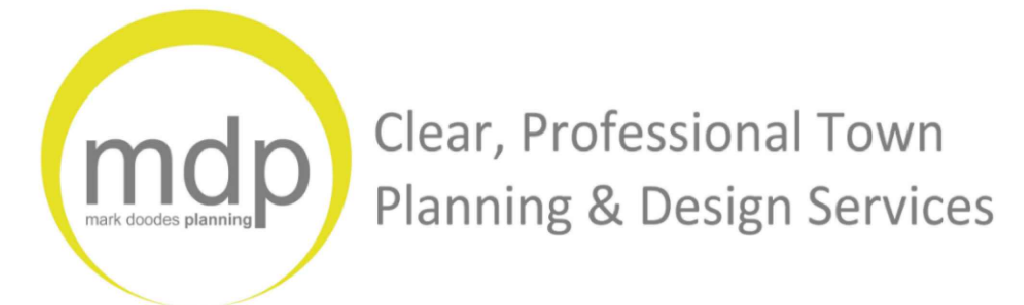 mdp
mark doodes planning
Clear, Professional Town
Planning & Design Services